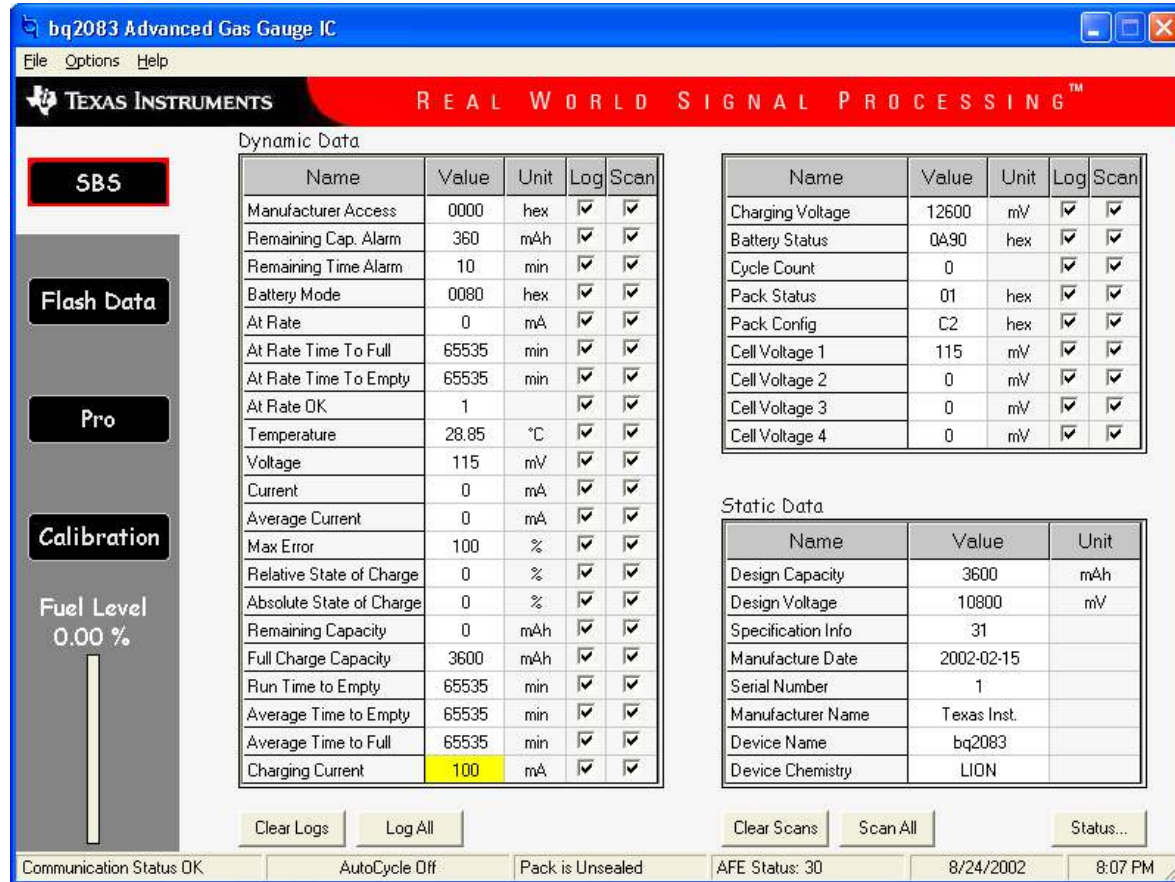 bq2083 Advanced Gas Gauge IC
File Options Help
TEXAS INSTRUMENTS REAL WORLD SIGNAL PROCESSING™
SBS
Flash Data
Pro
Calibration
Fuel Level
0.00 %
Dynamic Data
Name Value Unit Log Scan
Manufacturer Access 0000 hex
Remaining Cap. Alarm 360 mAh
Remaining Time Alarm 10 min
Battery Mode 0080 hex
At Rate 0 mA
At Rate Time To Full 65535 min
At Rate Time To Empty 65535 min
At Rate OK 1
Temperature 28.85 °C
Voltage 115 mV
Current 0 mA
Average Current 0 mA
Max Error 100 %
Relative State of Charge 0 %
Absolute State of Charge 0 %
Remaining Capacity 0 mAh
Full Charge Capacity 3600 mAh
Run Time to Empty 65535 min
Average Time to Empty 65535 min
Average Time to Full 65535 min
Charging Current 100 mA
Name Value Unit Log Scan
Charging Voltage 12600 mV
Battery Status 0A90 hex
Cycle Count 0
Pack Status 01 hex
Pack Config C2 hex
Cell Voltage 1 115 mV
Cell Voltage 2 0 mV
Cell Voltage 3 0 mV
Cell Voltage 4 0 mV
Static Data
Name Value Unit
Design Capacity 3600 mAh
Design Voltage 10800 mV
Specification Info 31
Manufacture Date 2002-02-15
Serial Number 1
Manufacturer Name Texas Inst.
Device Name bq2083
Device Chemistry LION
Clear Logs Log All Clear Scans Scan All Status...
Communication Status OK AutoCycle Off Pack is Unsealed AFE Status: 30 8/24/2002 8:07 PM